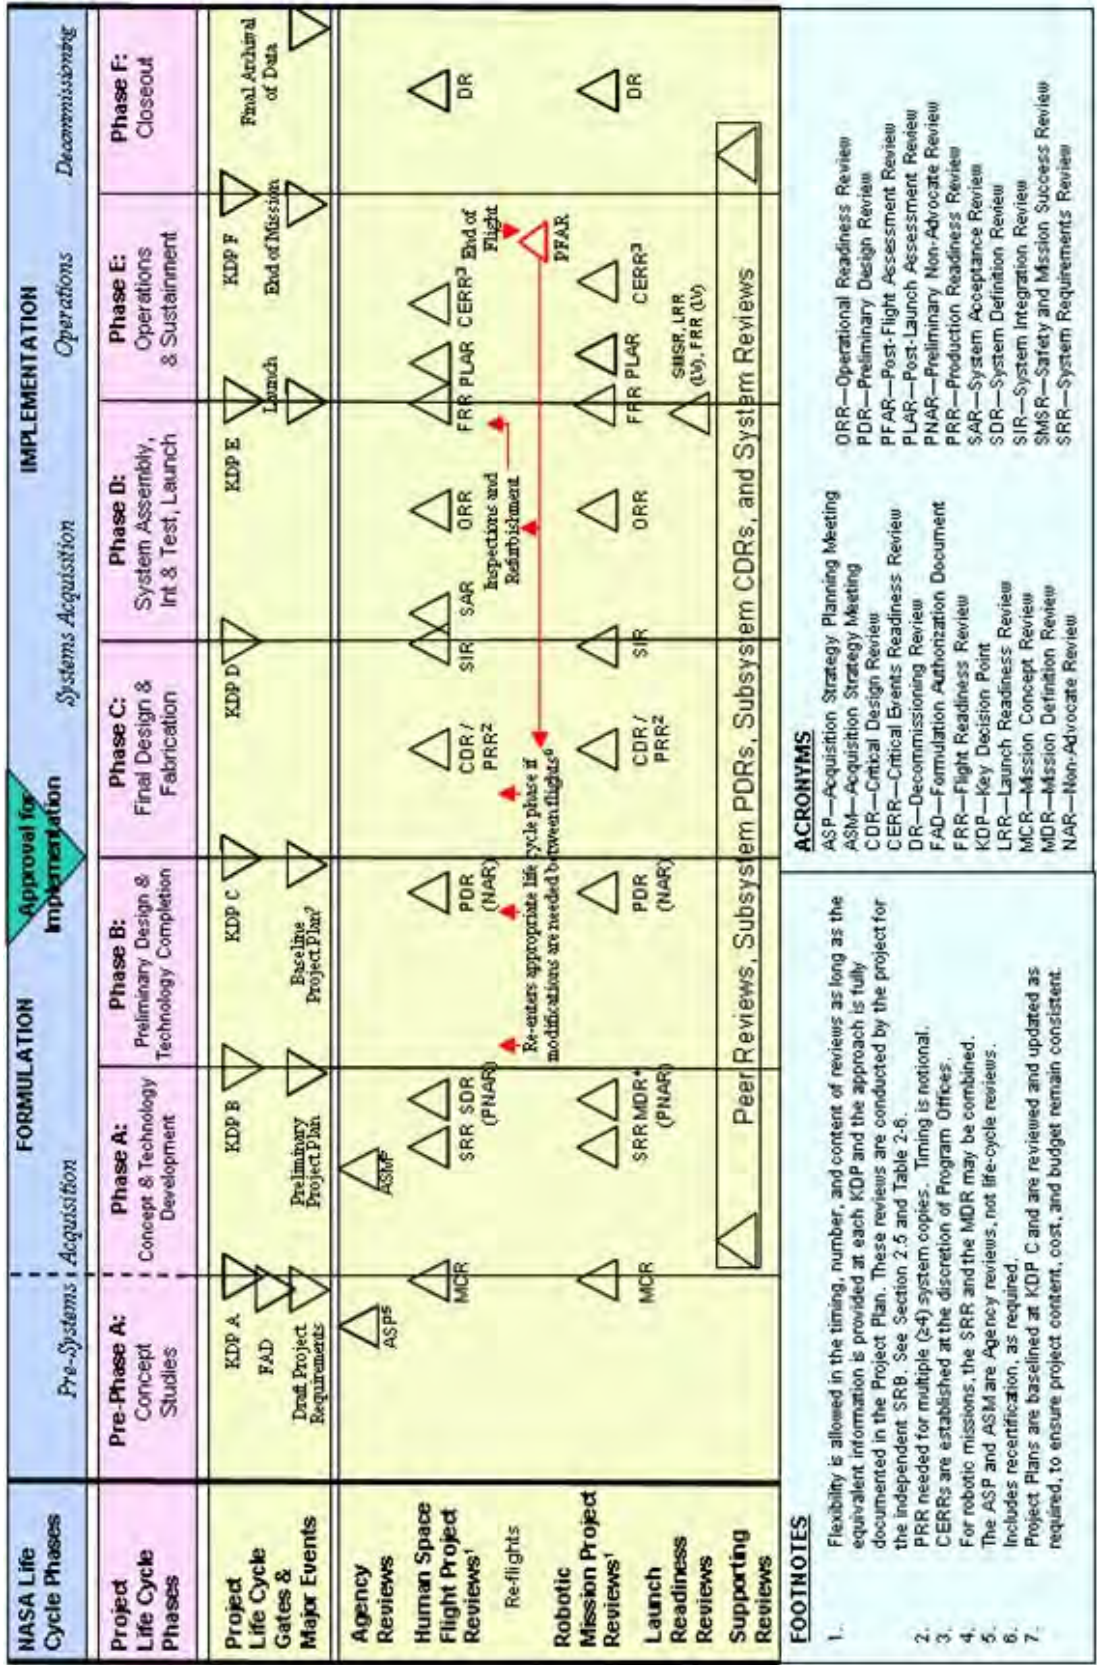 NASA Life
Cycle Phases
FORMULATION
Approval for
Implementation
IMPLEMENTATION
Pre-Systems Acquisition
Systems Acquisition
Operations
Decommissioning
Project
Life Cycle
Phases
Pre-Phase A:
Concept
Studies
Phase A:
Concept & Technology
Development
Phase B:
Preliminary Design &
Technology Completion
Phase C:
Final Design &
Fabrication
Phase D:
System Assembly,
Int & Test, Launch
Phase E:
Operations
& Sustainment
Phase F:
Closeout
Project
Life Cycle
Gates &
Major Events
KDP A
FAD
Draft Project
Requirements
KDP B
Preliminary
Project Plan
KDP C
Baseline
Project Plan7
KDP D
KDP E
Launch
KDP F
End of Mission
Final Archival
of Data
Agency
Reviews
ASP5
ASM5
Human Space
Flight Project
Reviews1
MCR
SRR SDR
(PNAR)
PDR
(NAR)
CDR/
PRR2
SIR
SAR
ORR
FRR
PLAR
CERR3
DR
Re-flights
Re-enters appropriate life cycle phase if
modifications are needed between flights6
Inspections and
Refurbishment
End of
Flight
PFAR
Robotic
Mission Project
Reviews1
MCR
SRR MDR4
(PNAR)
PDR
(NAR)
CDR/
PRR2
SIR
ORR
FRR
PLAR
CERR3
DR
Launch
Readiness
Reviews
SMSR, LRR
(LV), FRR (LV)
Supporting
Reviews
Peer Reviews, Subsystem PDRs, Subsystem CDRs, and System Reviews
FOOTNOTES
1. Flexibility is allowed in the timing, number, and content of reviews as long as the
equivalent information is provided at each KDP and the approach is fully
documented in the Project Plan. These reviews are conducted by the project for
the independent SRB. See Section 2.5 and Table 2-6.
2. PRR needed for multiple (≥4) system copies. Timing is notional.
3. CERRs are established at the discretion of Program Offices.
4. For robotic missions, the SRR and the MDR may be combined.
5. The ASP and ASM are Agency reviews, not life-cycle reviews.
6. Includes recertification, as required.
7. Project Plans are baselined at KDP C and are reviewed and updated as
required, to ensure project content, cost, and budget remain consistent.
ACRONYMS
ASP—Acquisition Strategy Planning Meeting
ASM—Acquisition Strategy Meeting
CDR—Critical Design Review
CERR—Critical Events Readiness Review
DR—Decommissioning Review
FAD—Formulation Authorization Document
FRR—Flight Readiness Review
KDP—Key Decision Point
LRR—Launch Readiness Review
MCR—Mission Concept Review
MDR—Mission Definition Review
NAR—Non-Advocate Review
ORR—Operational Readiness Review
PDR—Preliminary Design Review
PFAR—Post-Flight Assessment Review
PLAR—Post-Launch Assessment Review
PNAR—Preliminary Non-Advocate Review
PRR—Production Readiness Review
SAR—System Acceptance Review
SDR—System Definition Review
SIR—System Integration Review
SMSR—Safety and Mission Success Review
SRR—System Requirements Review